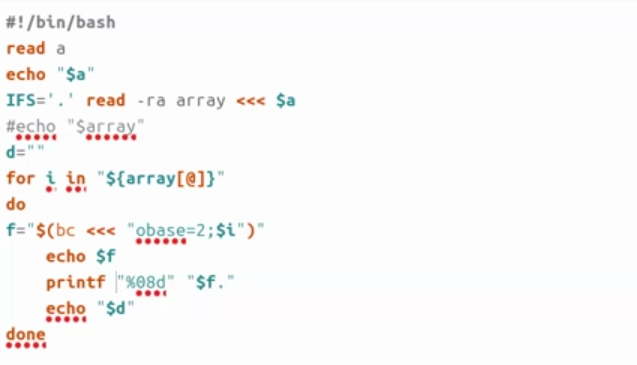 #!/bin/bash
read a
echo "$a"
IFS='.' read -ra array <<< $a
#echo "$array"
d=""
for i in "${array[@]}"
do
f="$(bc <<< "obase=2;$i")"
    echo $f
    printf "%08d" "$f."
    echo "$d"
done